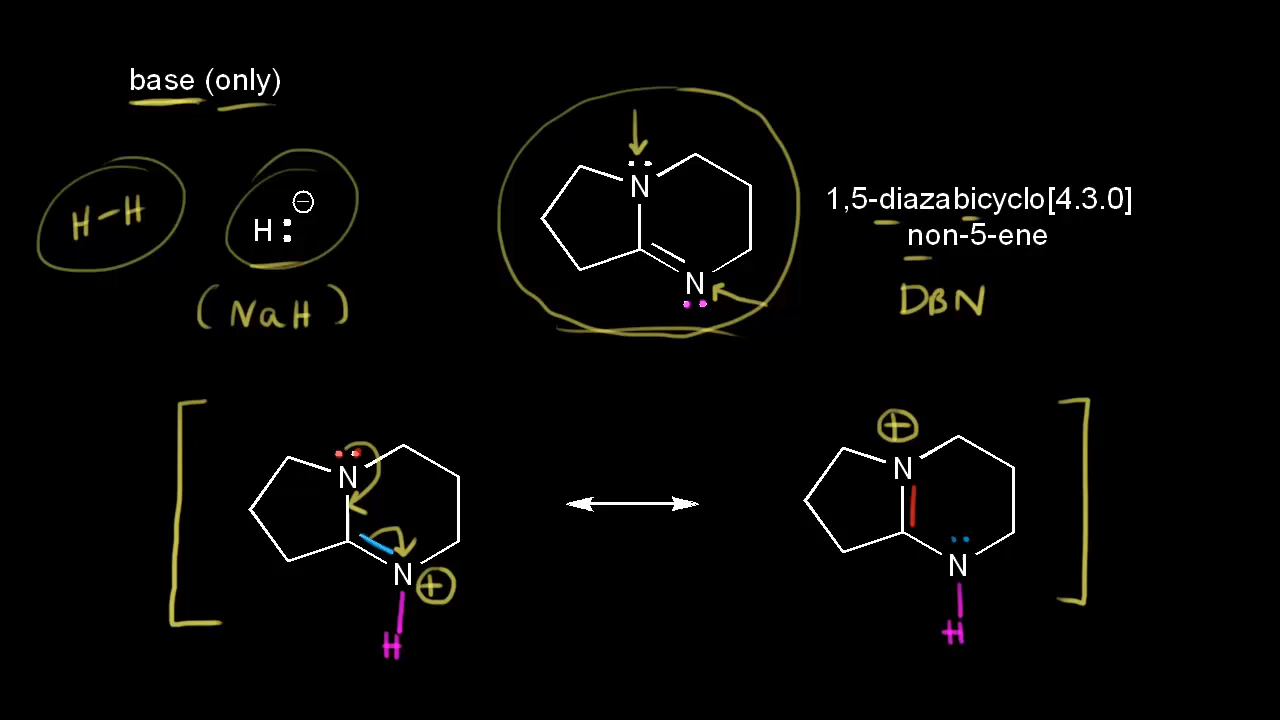 base (only)
H–H
H:⊖
(NaH)
N
N
1,5-diazabicyclo[4.3.0]
non-5-ene
DBN
N
N
⊕
H
⊕
N
N
H